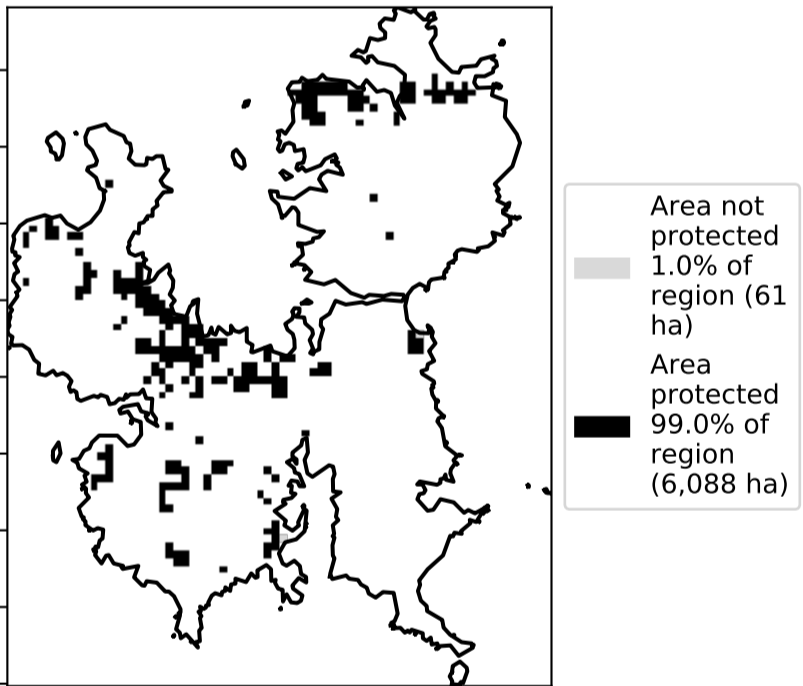 Area not
protected
1.0% of
region (61
ha)
Area
protected
99.0% of
region
(6,088 ha)